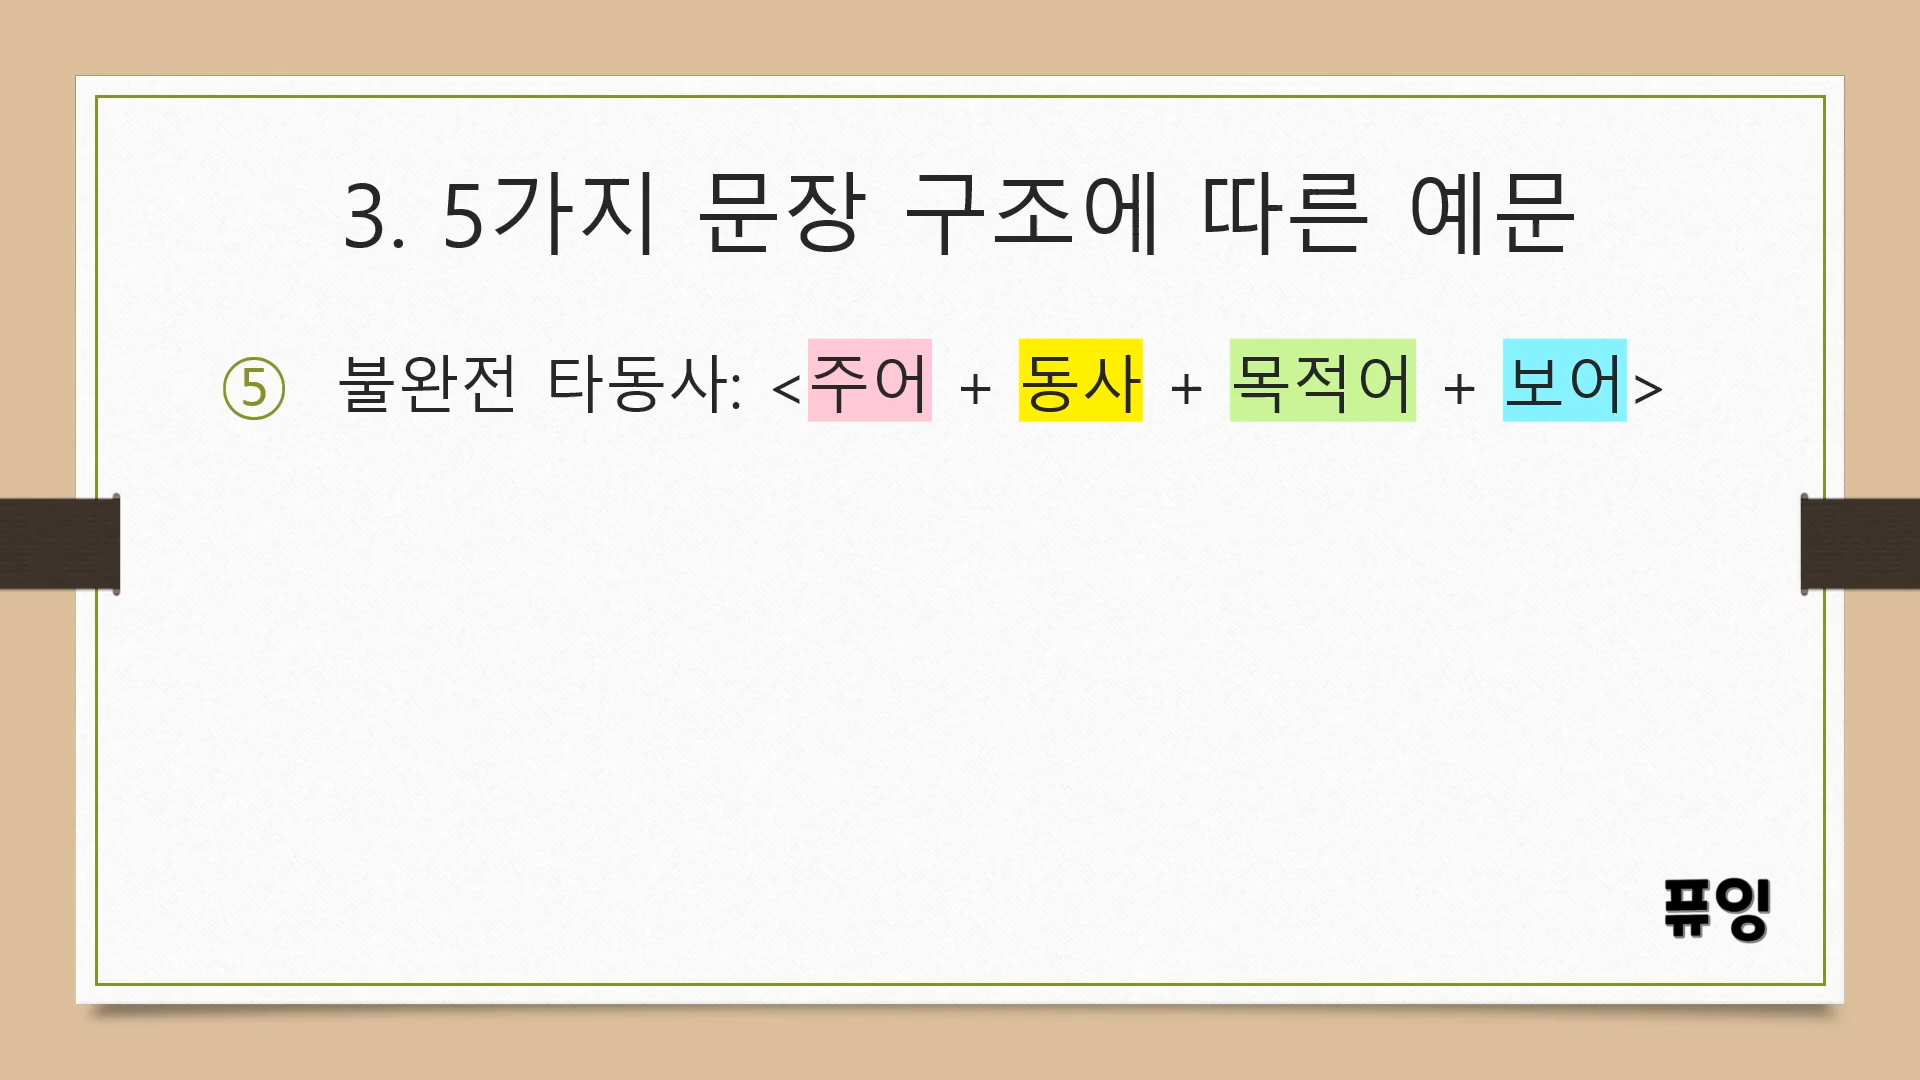 3. 5가지 문장 구조에 따른 예문
⑤ 불완전 타동사: <주어 + 동사 + 목적어 + 보어>
퓨잉